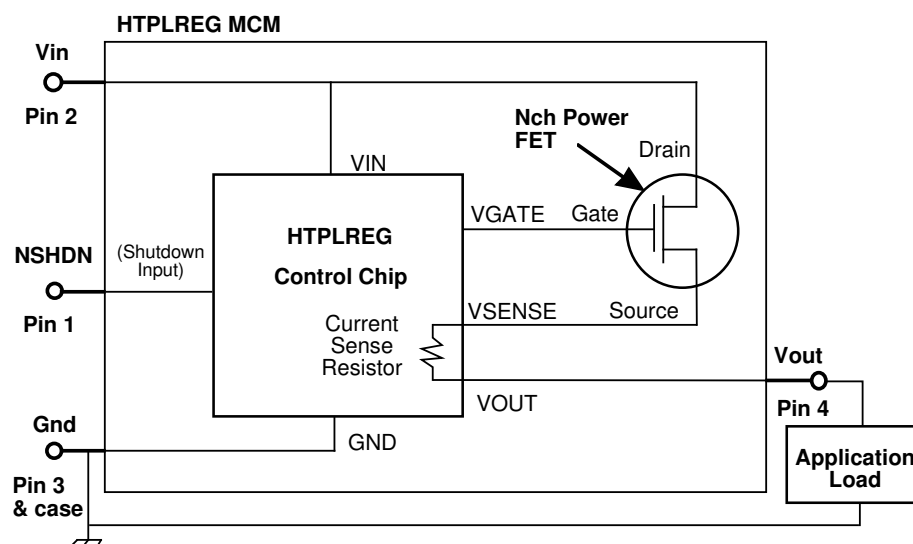 HTPLREG MCM
Vin
Pin 2
Nch Power
FET
Drain
VIN
VGATE
Gate
HTPLREG
Control Chip
NSHDN
(Shutdown
Input)
Pin 1
VSENSE
Source
Current
Sense
Resistor
VOUT
Vout
Pin 4
Gnd
GND
Pin 3
& case
Application
Load